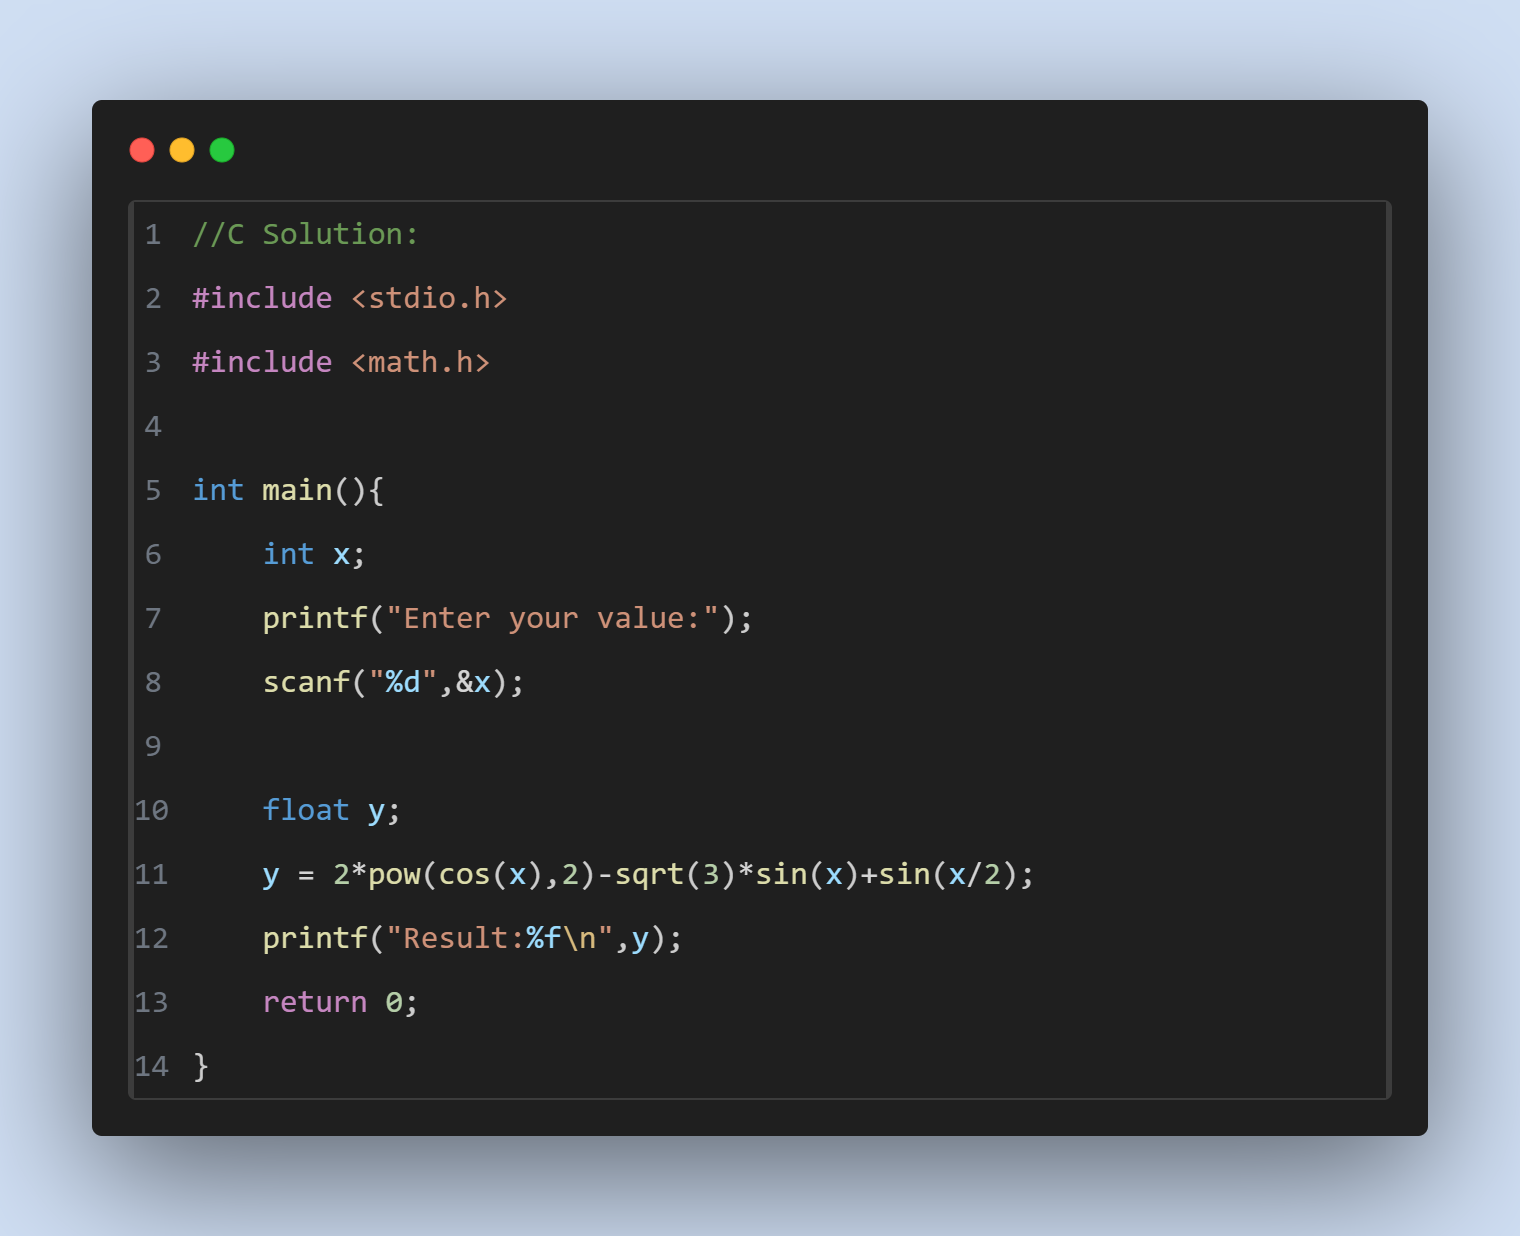 1 //C Solution:
2 #include <stdio.h>
3 #include <math.h>
4
5 int main(){
6     int x;
7     printf("Enter your value:");
8     scanf("%d",&x);
9
10     float y;
11     y = 2*pow(cos(x),2)-sqrt(3)*sin(x)+sin(x/2);
12     printf("Result:%f\n",y);
13     return 0;
14 }